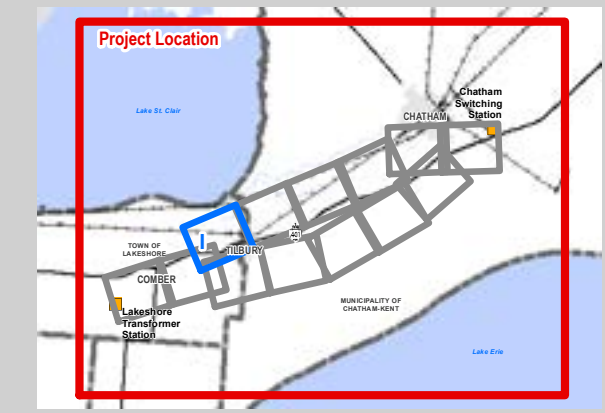 Project Location
Lake St. Clair
Chatham
Switching
Station
CHATHAM
401
I
TILBURY
TOWN OF
LAKESHORE
COMBER
Lakeshore
Transformer
Station
MUNICIPALITY OF
CHATHAM-KENT
Lake Erie